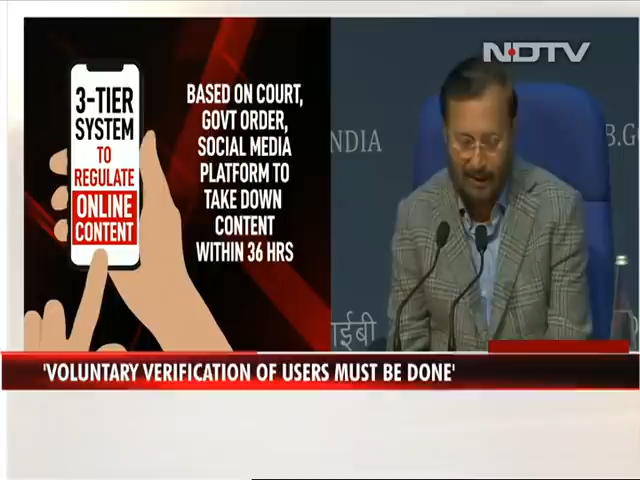 NDTV
3-TIER
SYSTEM
TO
REGULATE
ONLINE
CONTENT
BASED ON COURT,
GOVT ORDER,
SOCIAL MEDIA
PLATFORM TO
TAKE DOWN
CONTENT
WITHIN 36 HRS
NDIA
B.G
ईबी
'VOLUNTARY VERIFICATION OF USERS MUST BE DONE'